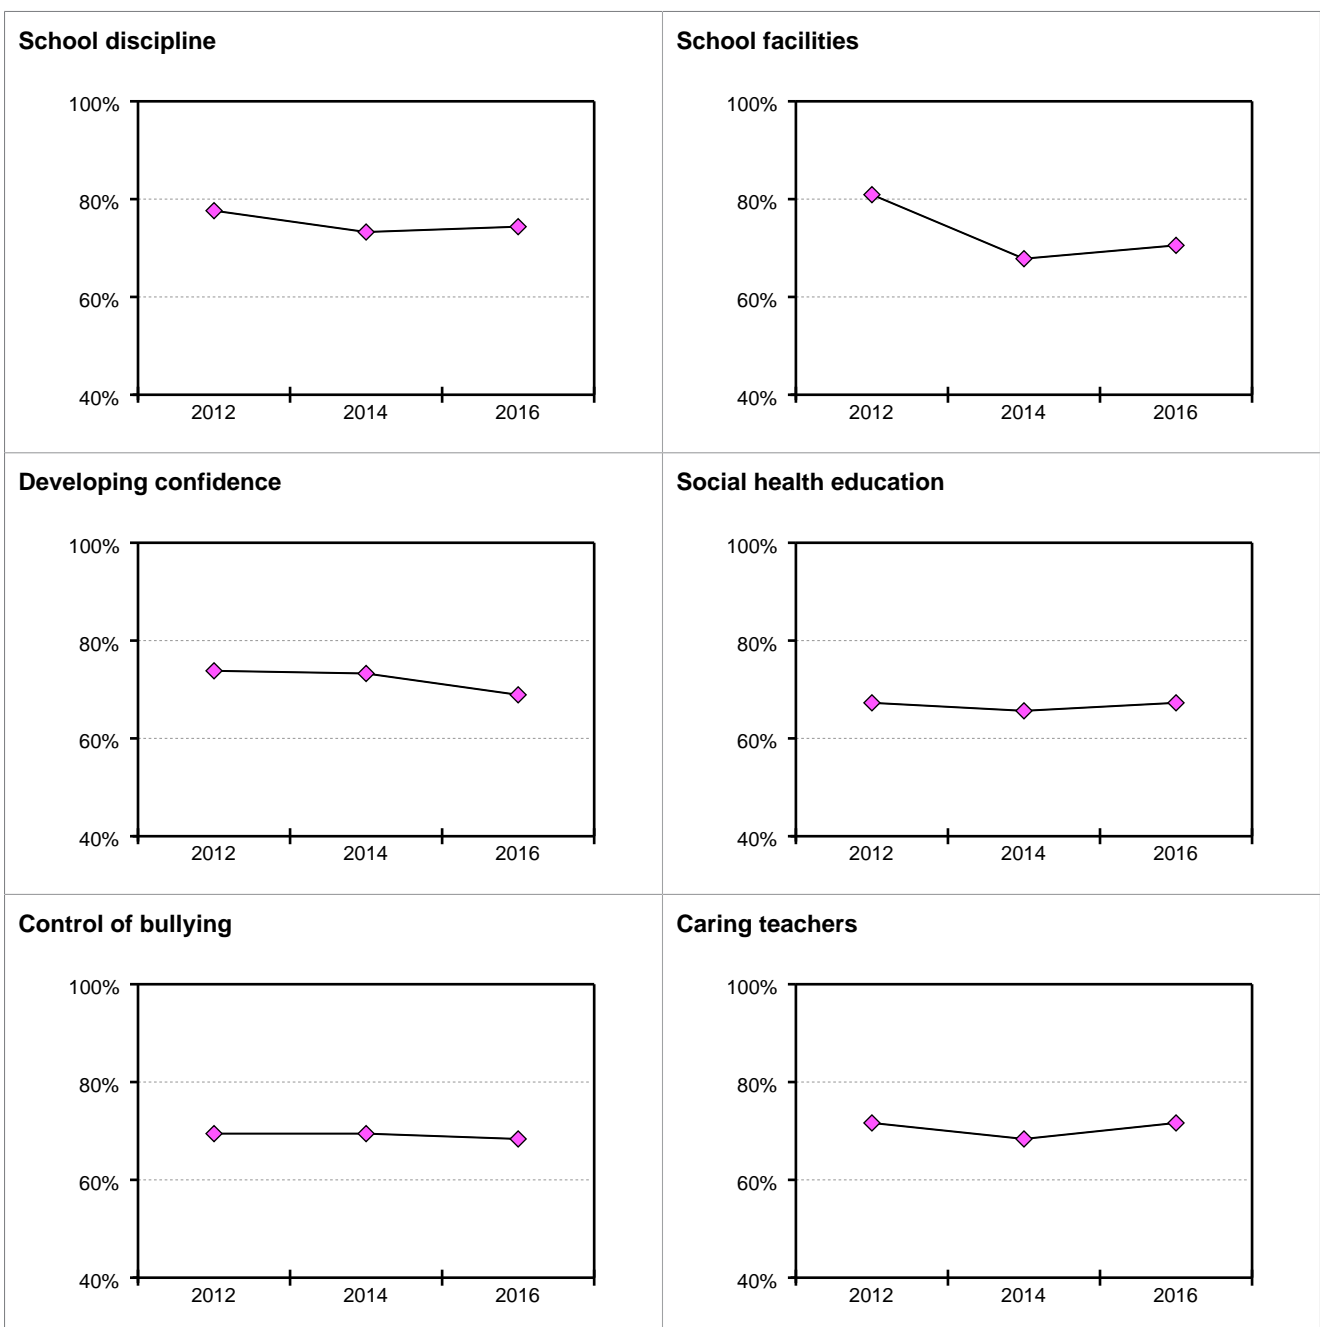 School discipline
100%
80%
60%
40%
2012 2014 2016
School facilities
100%
80%
60%
40%
2012 2014 2016
Developing confidence
100%
80%
60%
40%
2012 2014 2016
Social health education
100%
80%
60%
40%
2012 2014 2016
Control of bullying
100%
80%
60%
40%
2012 2014 2016
Caring teachers
100%
80%
60%
40%
2012 2014 2016